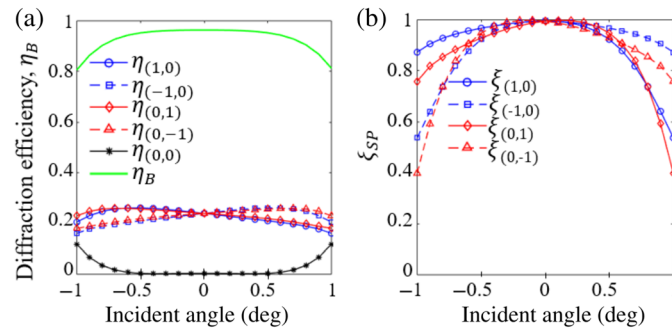 (a)
Diffraction efficiency, η_B
1
0.8
0.6
0.4
0.2
0
η_(1,0)
η_(-1,0)
η_(0,1)
η_(0,-1)
η_(0,0)
η_B
-1 -0.5 0 0.5 1
Incident angle (deg)
(b)
ξ_SP
1
0.8
0.6
0.4
0.2
0
ξ_(1,0)
ξ_(-1,0)
ξ_(0,1)
ξ_(0,-1)
-1 -0.5 0 0.5
Incident angle (deg)